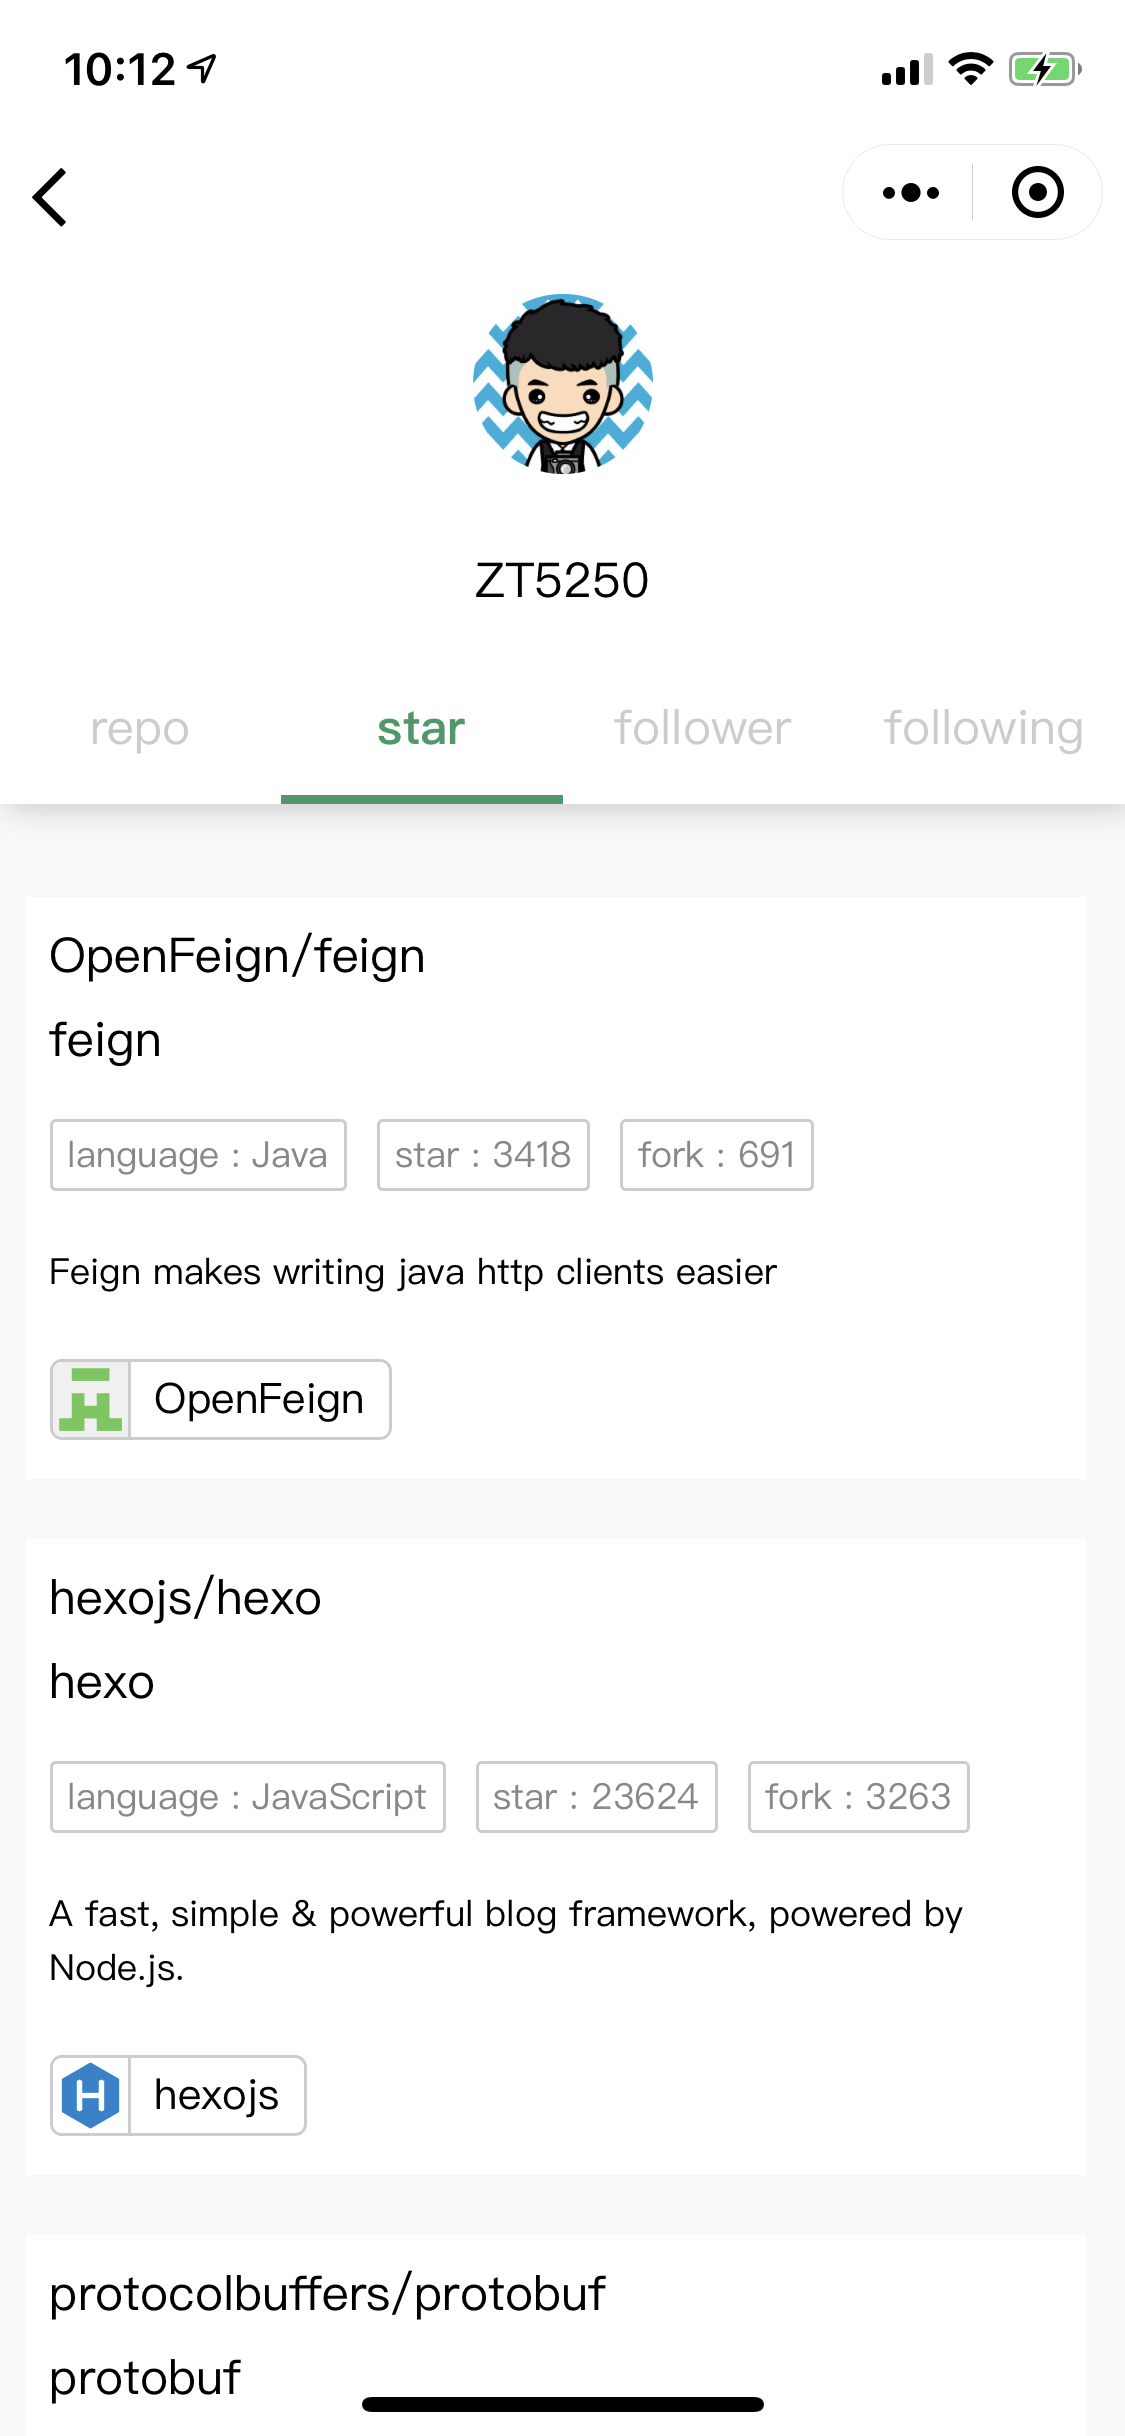 10:12
ZT5250
repo star follower following
OpenFeign/feign
feign
language : Java star : 3418 fork : 691
Feign makes writing java http clients easier
OpenFeign
hexojs/hexo
hexo
language : JavaScript star : 23624 fork : 3263
A fast, simple & powerful blog framework, powered by
Node.js.
H hexojs
protocolbuffers/protobuf
protobuf